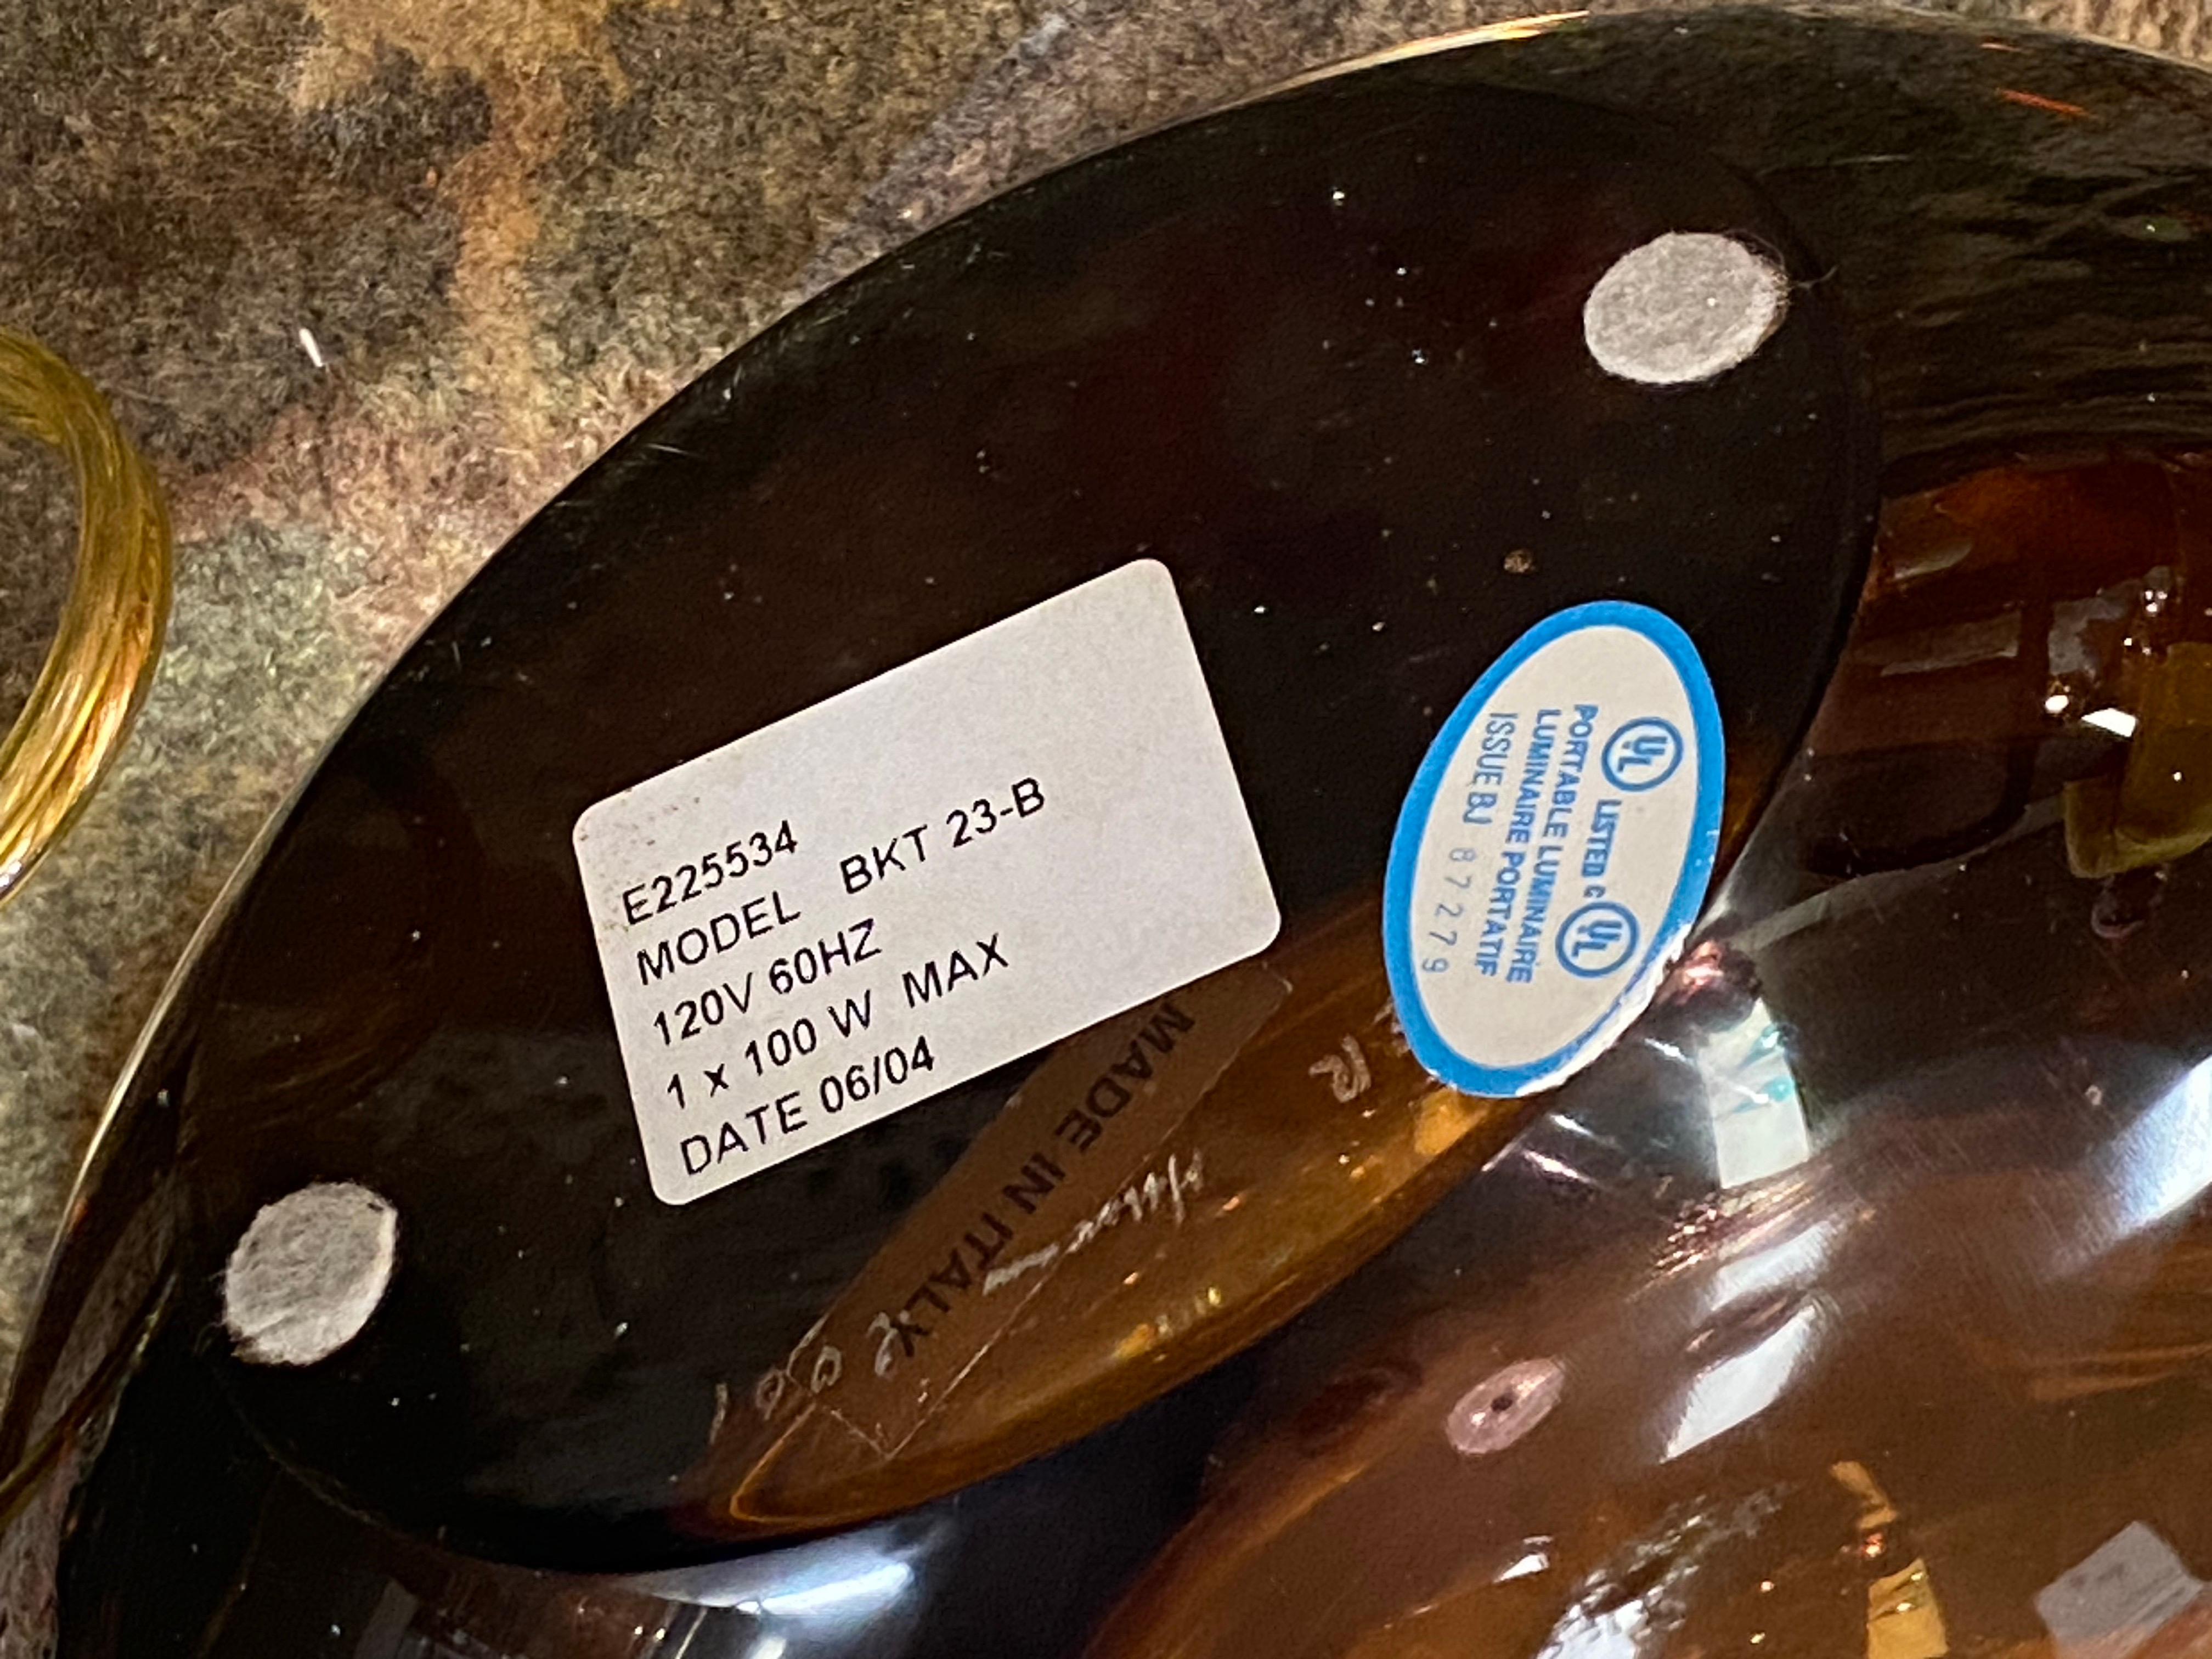 E225534
MODEL BKT 23-B
120V 60HZ
1 x 100 W MAX
DATE 06/04
UL LISTED C UL
PORTABLE LUMINAIRE
LUMINAIRE PORTATIF
ISSUE BJ 87279
MADE IN ITALY